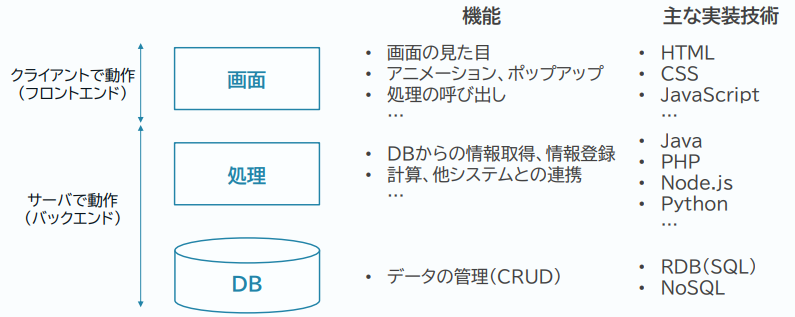 機能
主な実装技術
クライアントで動作
（フロントエンド）
画面
• 画面の見た目
• アニメーション、ポップアップ
• 処理の呼び出し
…
• HTML
• CSS
• JavaScript
…
サーバで動作
（バックエンド）
処理
• DBからの情報取得、情報登録
• 計算、他システムとの連携
…
• Java
• PHP
• Node.js
• Python
…
DB
• データの管理（CRUD）
• RDB（SQL）
• NoSQL